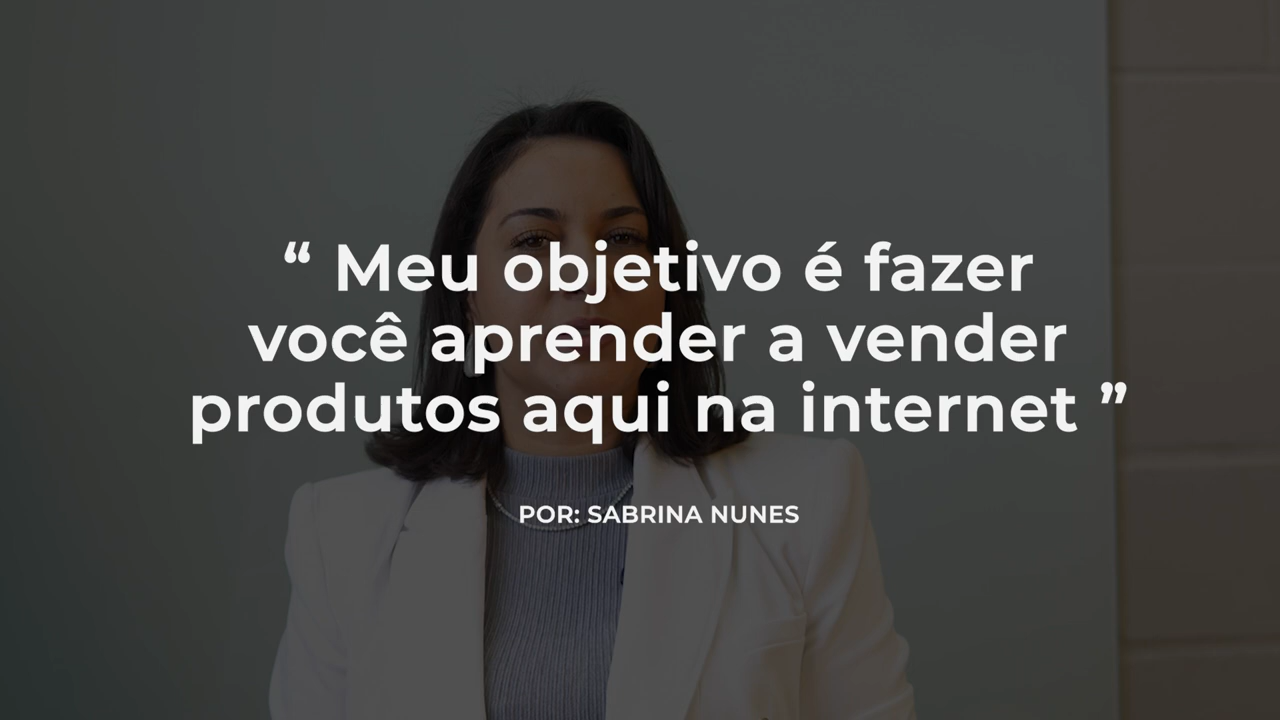 “ Meu objetivo é fazer
você aprender a vender
produtos aqui na internet ”
POR: SABRINA NUNES